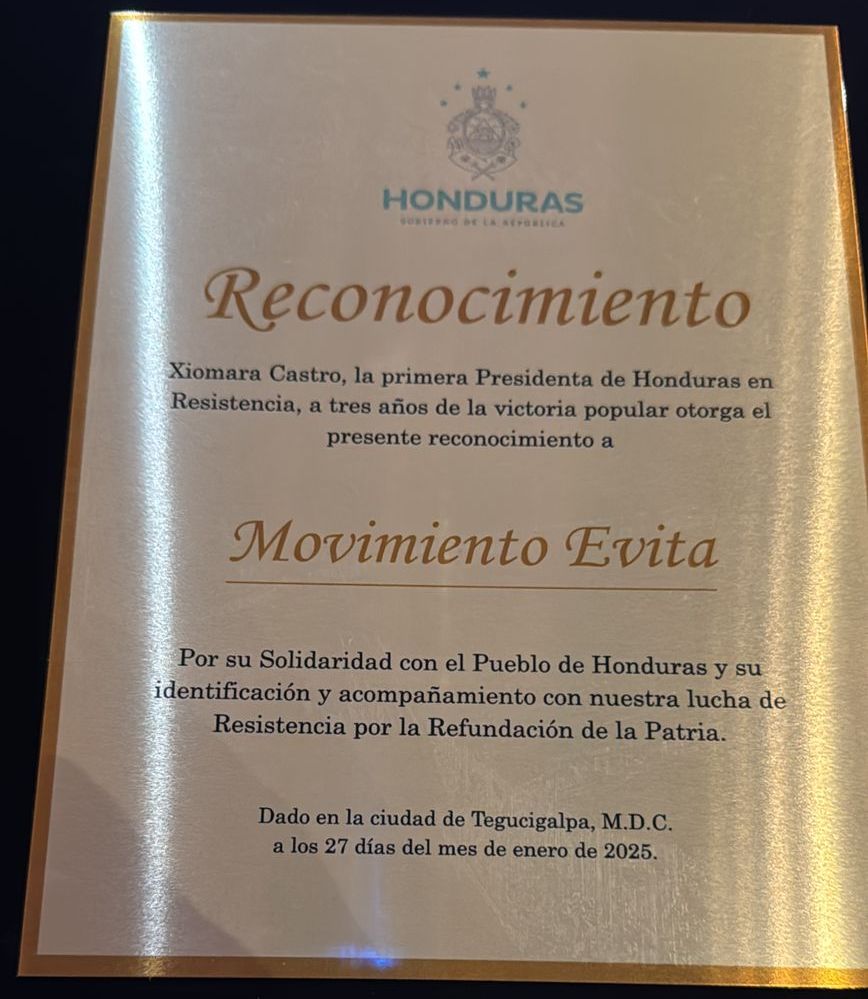 HONDURAS
GOBIERNO DE LA REPÚBLICA
Reconocimiento
Xiomara Castro, la primera Presidenta de Honduras en
Resistencia, a tres años de la victoria popular otorga el
presente reconocimiento a
Movimiento Evita
Por su Solidaridad con el Pueblo de Honduras y su
identificación y acompañamiento con nuestra lucha de
Resistencia por la Refundación de la Patria.
Dado en la ciudad de Tegucigalpa, M.D.C.
a los 27 días del mes de enero de 2025.